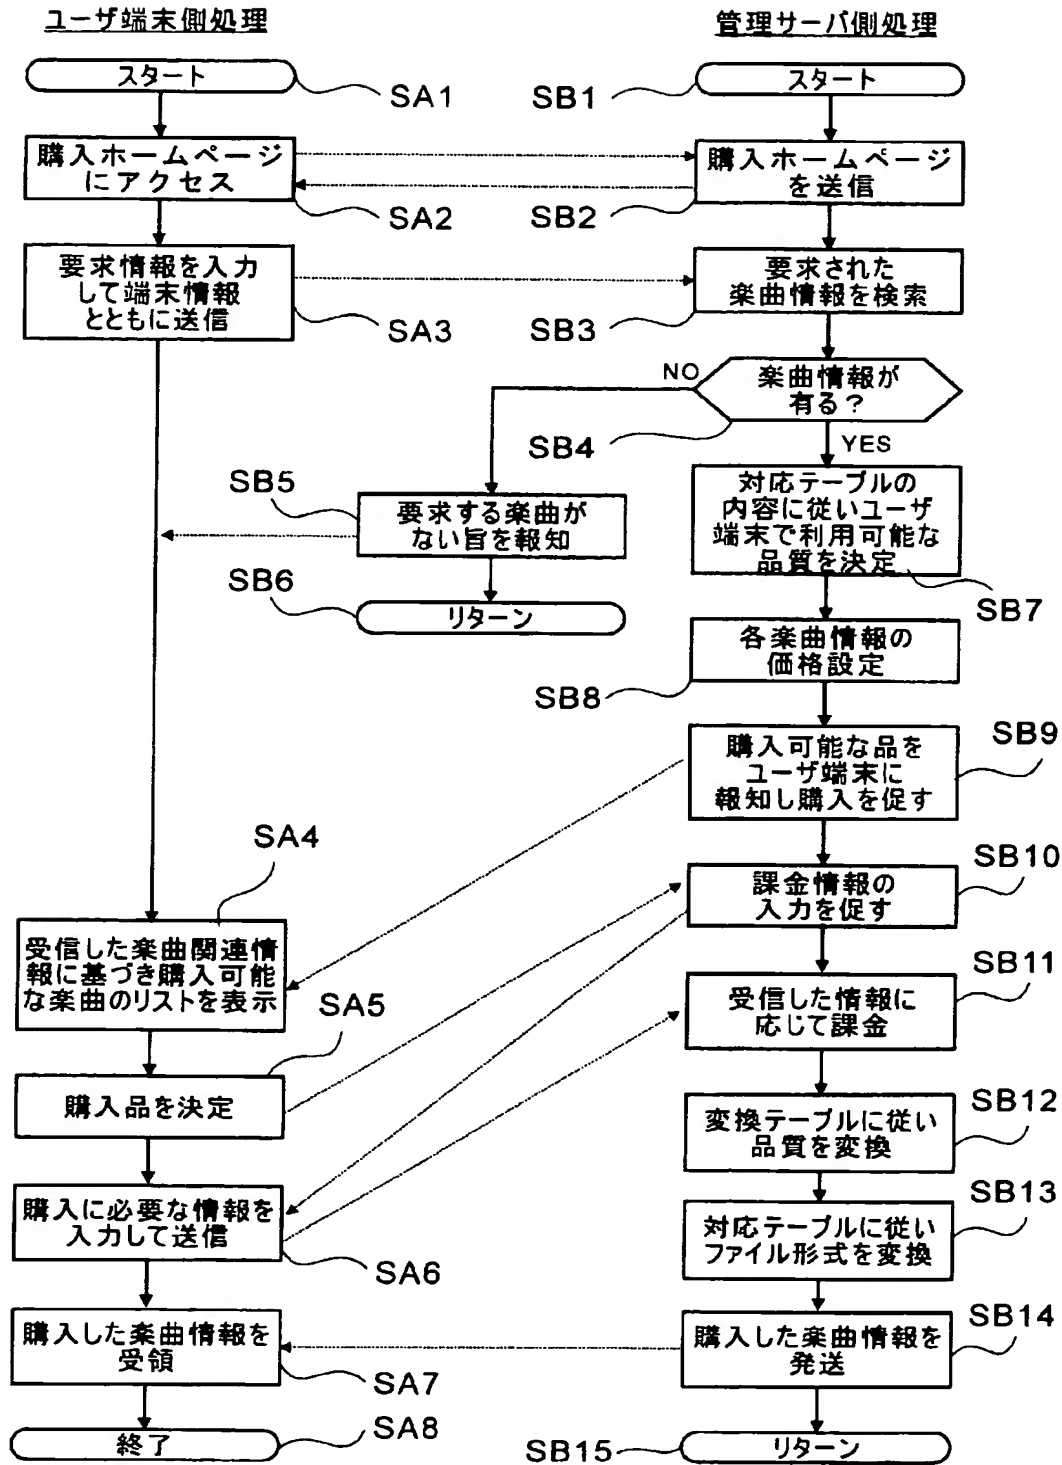 ユーザ端末側処理
スタート
SA1
購入ホームページ
にアクセス
SA2
要求情報を入力
して端末情報
とともに送信
SA3
SA4
受信した楽曲関連情
報に基づき購入可能
な楽曲のリストを表示
SA5
購入品を決定
購入に必要な情報を
入力して送信
SA6
購入した楽曲情報を
受領
SA7
終了
SA8
管理サーバ側処理
スタート
SB1
購入ホームページ
を送信
SB2
要求された
楽曲情報を検索
SB3
楽曲情報が
有る?
SB4
NO
YES
SB5
要求する楽曲が
ない旨を報知
SB6
リターン
対応テーブルの
内容に従いユーザ
端末で利用可能な
品質を決定
SB7
各楽曲情報の
価格設定
SB8
購入可能な品を
ユーザ端末に
報知し購入を促す
SB9
課金情報の
入力を促す
SB10
受信した情報に
応じて課金
SB11
変換テーブルに従い
品質を変換
SB12
対応テーブルに従い
ファイル形式を変換
SB13
購入した楽曲情報を
発送
SB14
リターン
SB15